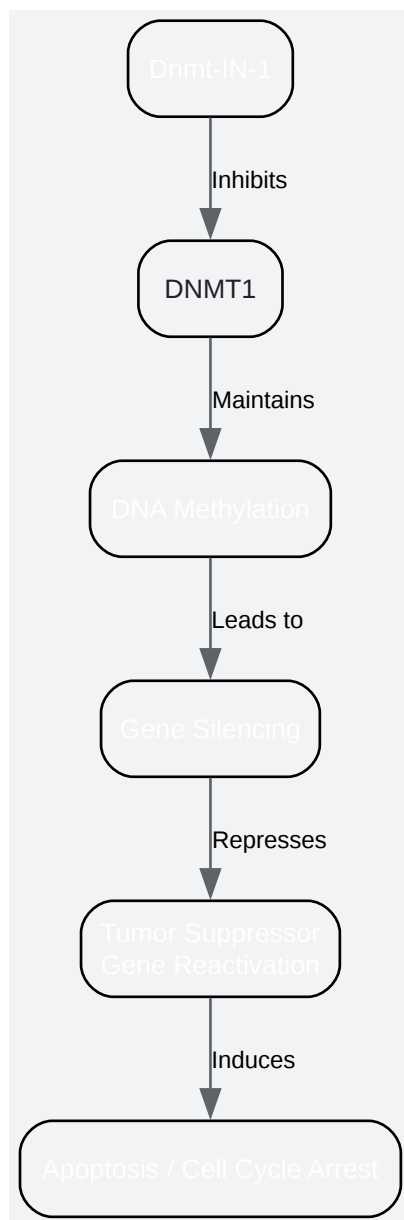 Dnmt-IN-1
Inhibits
DNMT1
Maintains
DNA Methylation
Leads to
Gene Silencing
Represses
Tumor Suppressor
Gene Reactivation
Induces
Apoptosis / Cell Cycle Arrest